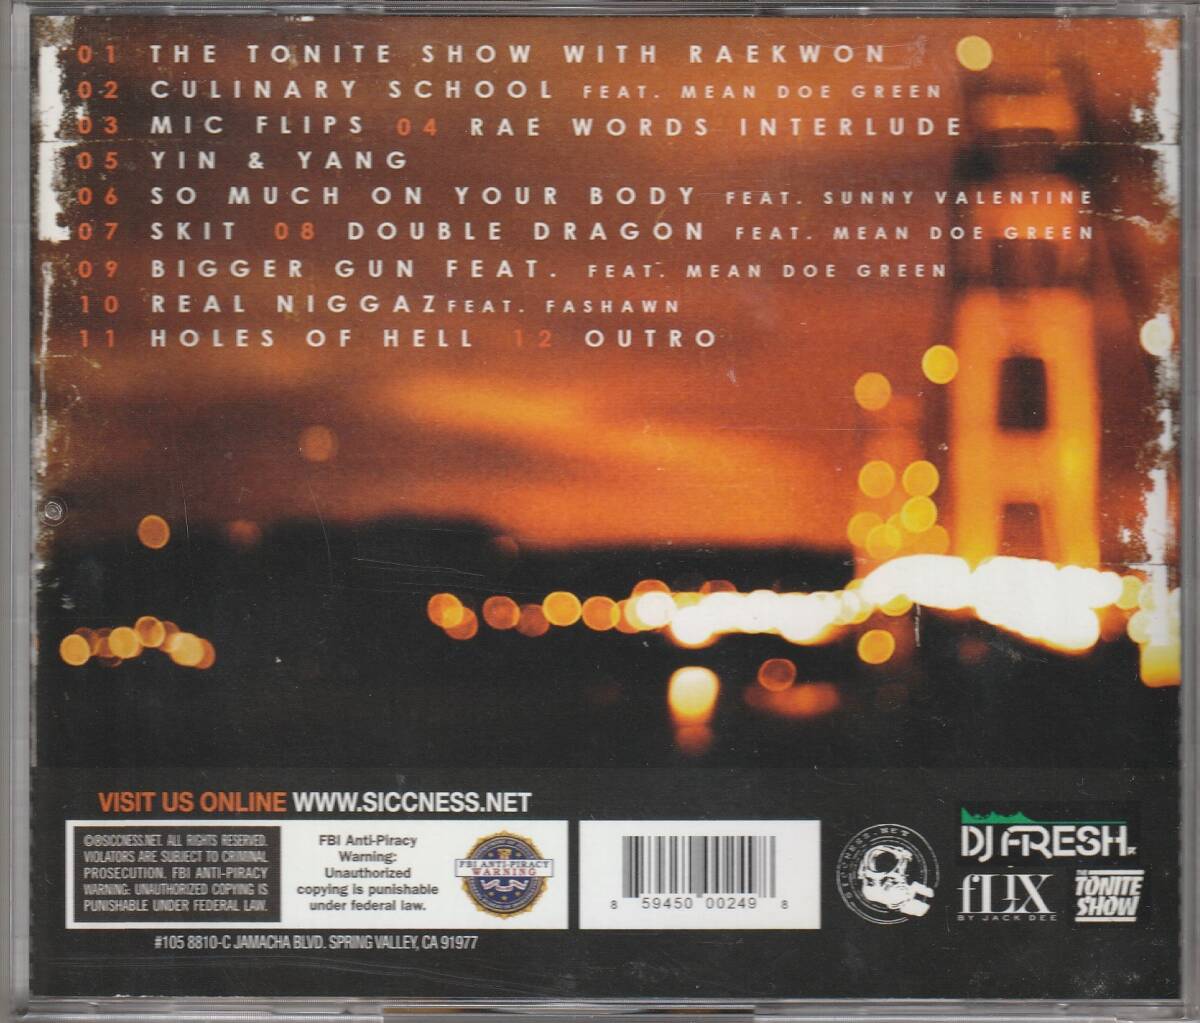 01 THE TONITE SHOW WITH RAEKWON
02 CULINARY SCHOOL FEAT. MEAN DOE GREEN
03 MIC FLIPS 04 RAE WORDS INTERLUDE
05 YIN & YANG
06 SO MUCH ON YOUR BODY FEAT. SUNNY VALENTINE
07 SKIT 08 DOUBLE DRAGON FEAT. MEAN DOE GREEN
09 BIGGER GUN FEAT. FEAT. MEAN DOE GREEN
10 REAL NIGGAZ FEAT. FASHAWN
11 HOLES OF HELL 12 OUTRO
VISIT US ONLINE WWW.SICCNESS.NET
©℗SICCNESS.NET. ALL RIGHTS RESERVED.
VIOLATORS ARE SUBJECT TO CRIMINAL
PROSECUTION. FBI ANTI-PIRACY
WARNING: UNAUTHORIZED COPYING IS
PUNISHABLE UNDER FEDERAL LAW.
FBI Anti-Piracy
Warning:
Unauthorized
copying is punishable
under federal law.
FBI ANTI-PIRACY
WARNING
8 59450 00249 8
SICCNESS.NET
DJ FRESH
fLIX
BY JACK DEE
THE
TONITE
SHOW
#105 8810-C JAMACHA BLVD. SPRING VALLEY, CA 91977